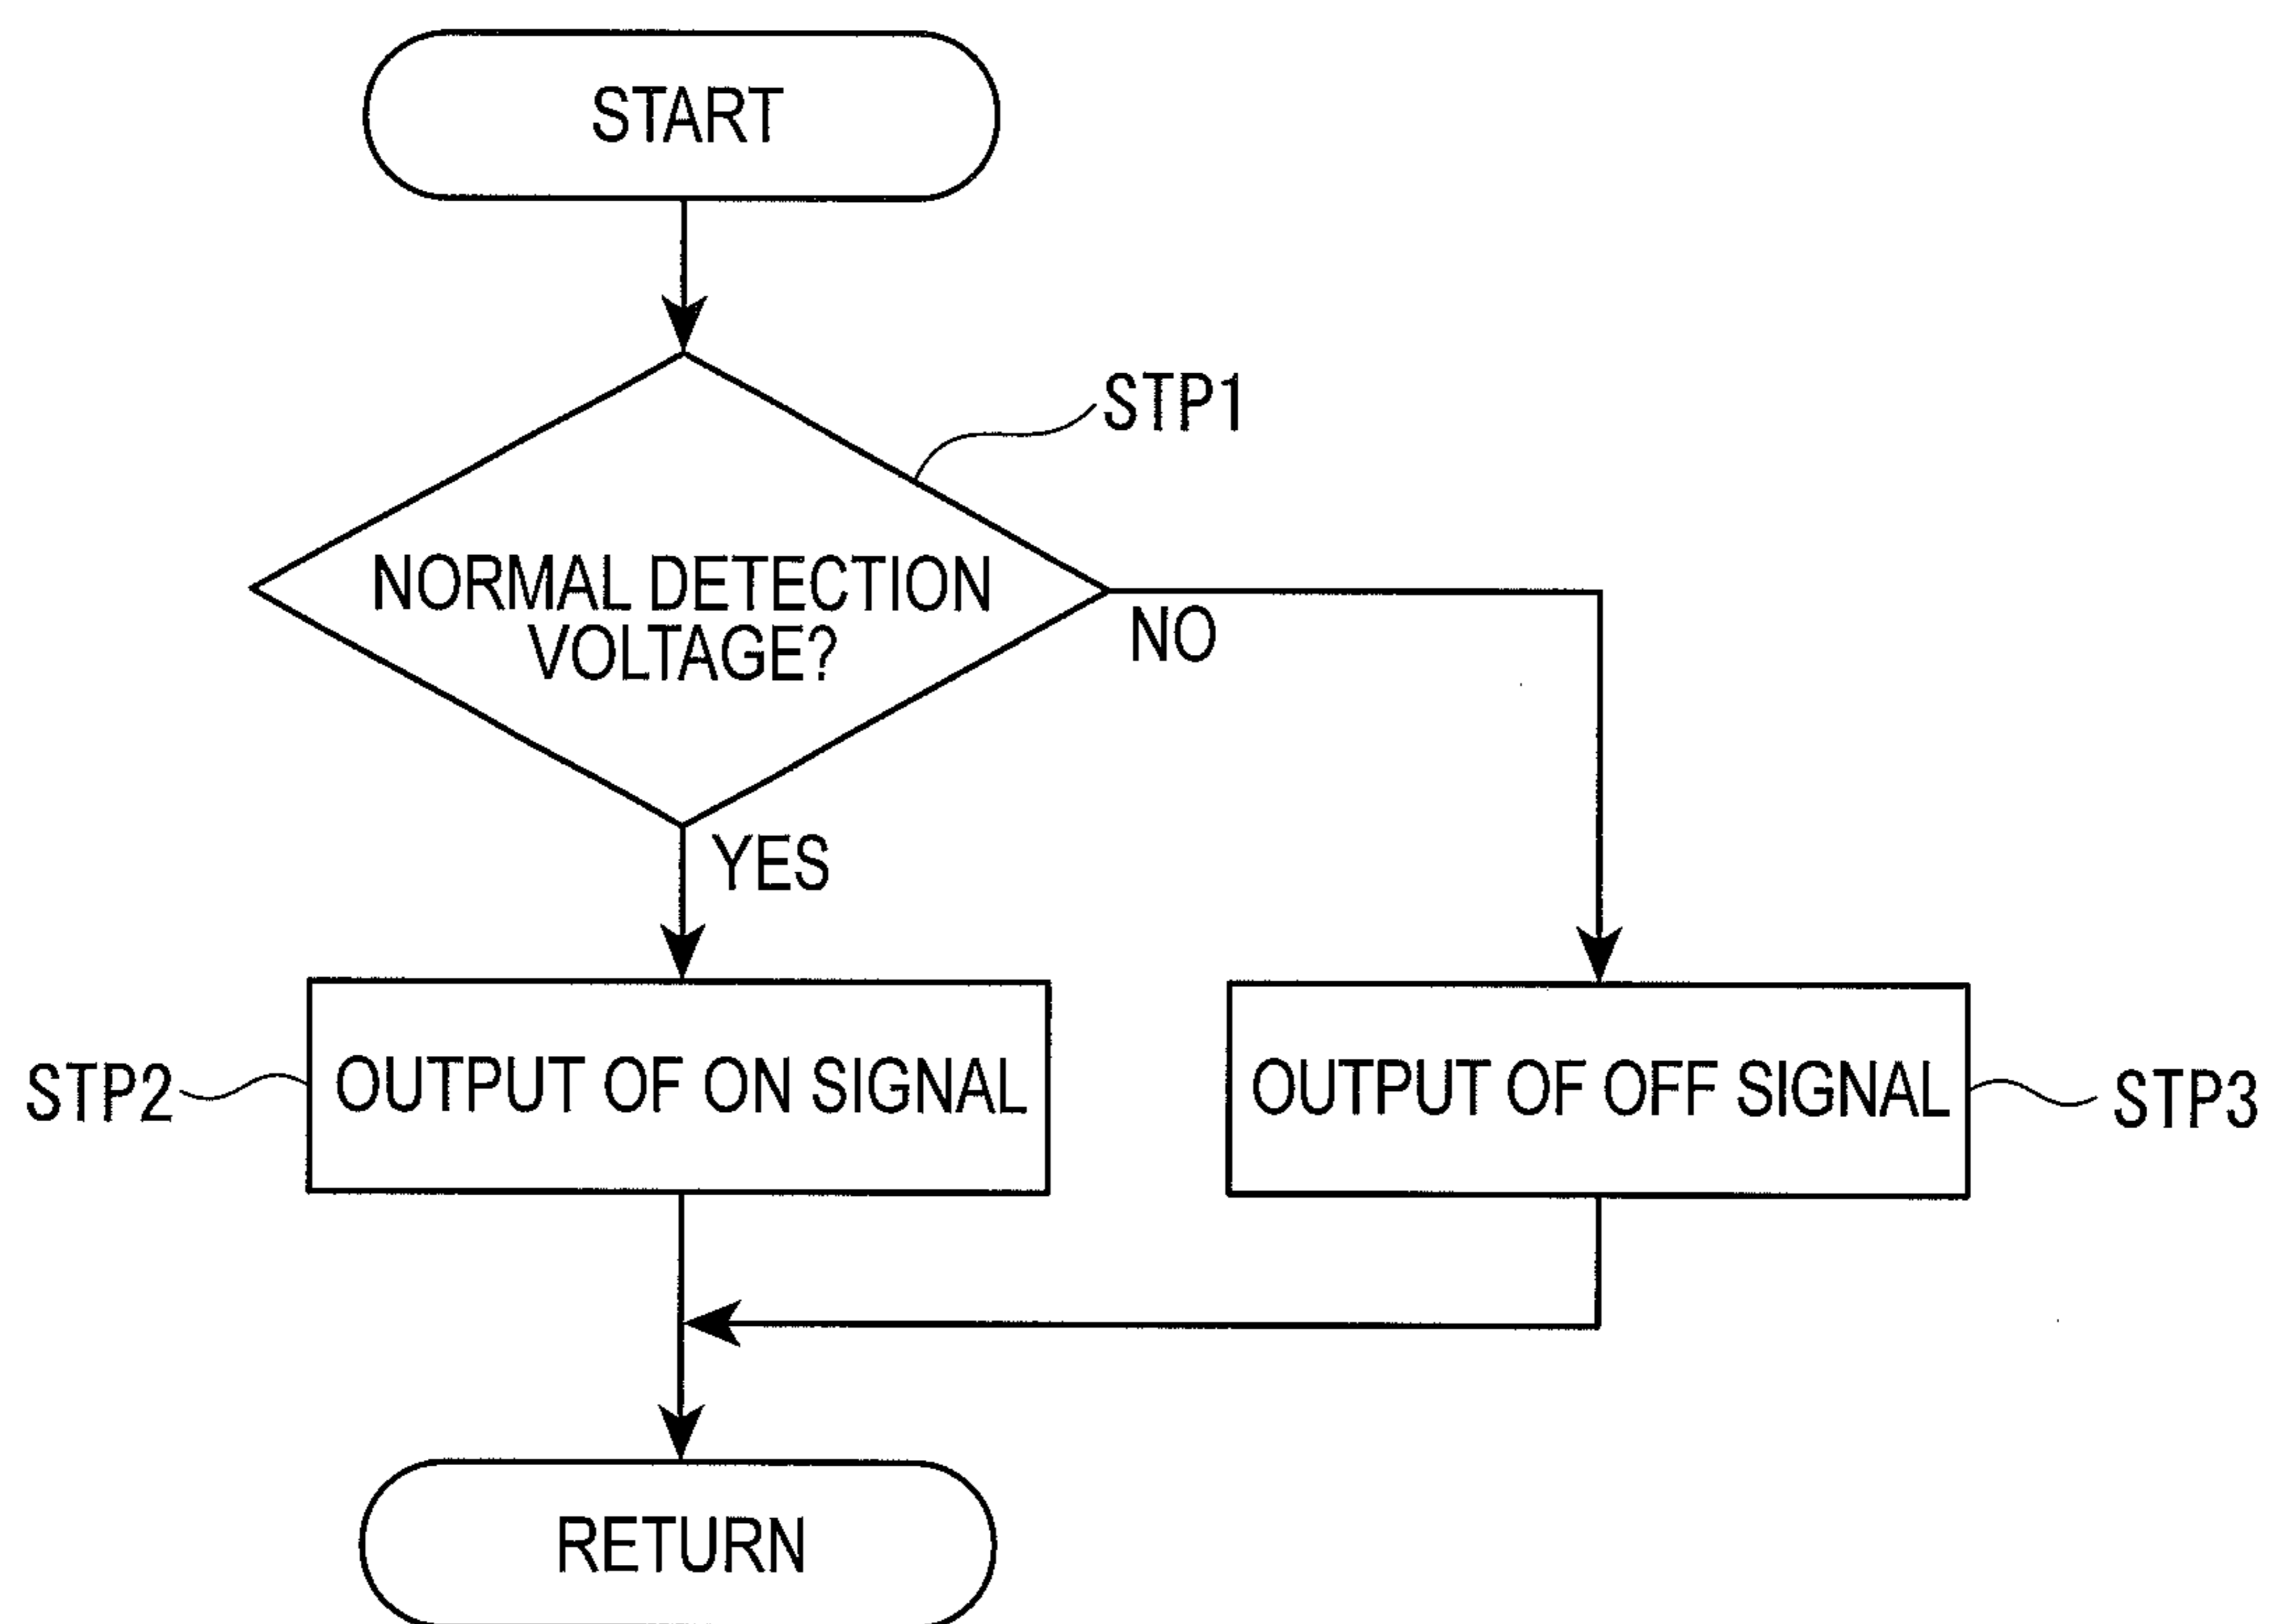 START
STP1
NORMAL DETECTION
VOLTAGE?
NO
YES
STP2
OUTPUT OF ON SIGNAL
OUTPUT OF OFF SIGNAL
STP3
RETURN